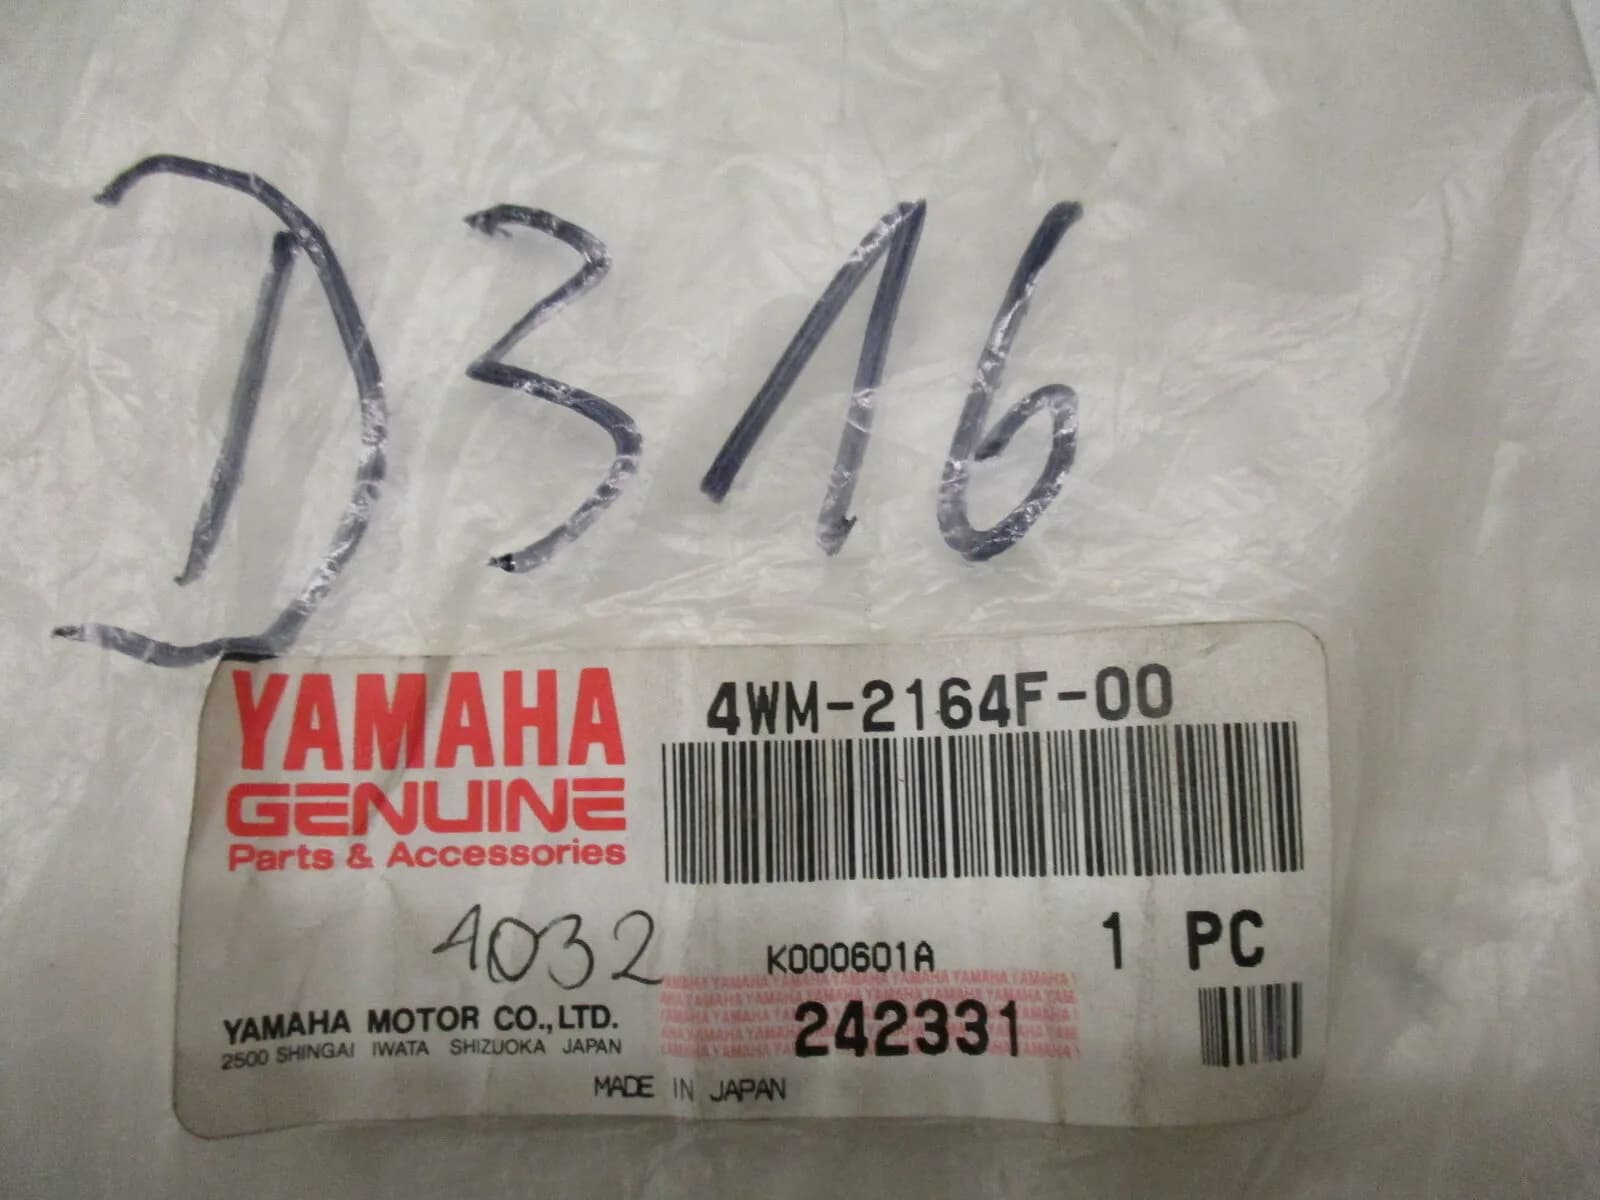 D316
YAMAHA
GENUINE
Parts & Accessories
4WM-2164F-00
4032
K000601A
1 PC
242331
YAMAHA MOTOR CO.,LTD.
2500 SHINGAI IWATA SHIZUOKA JAPAN
MADE IN JAPAN